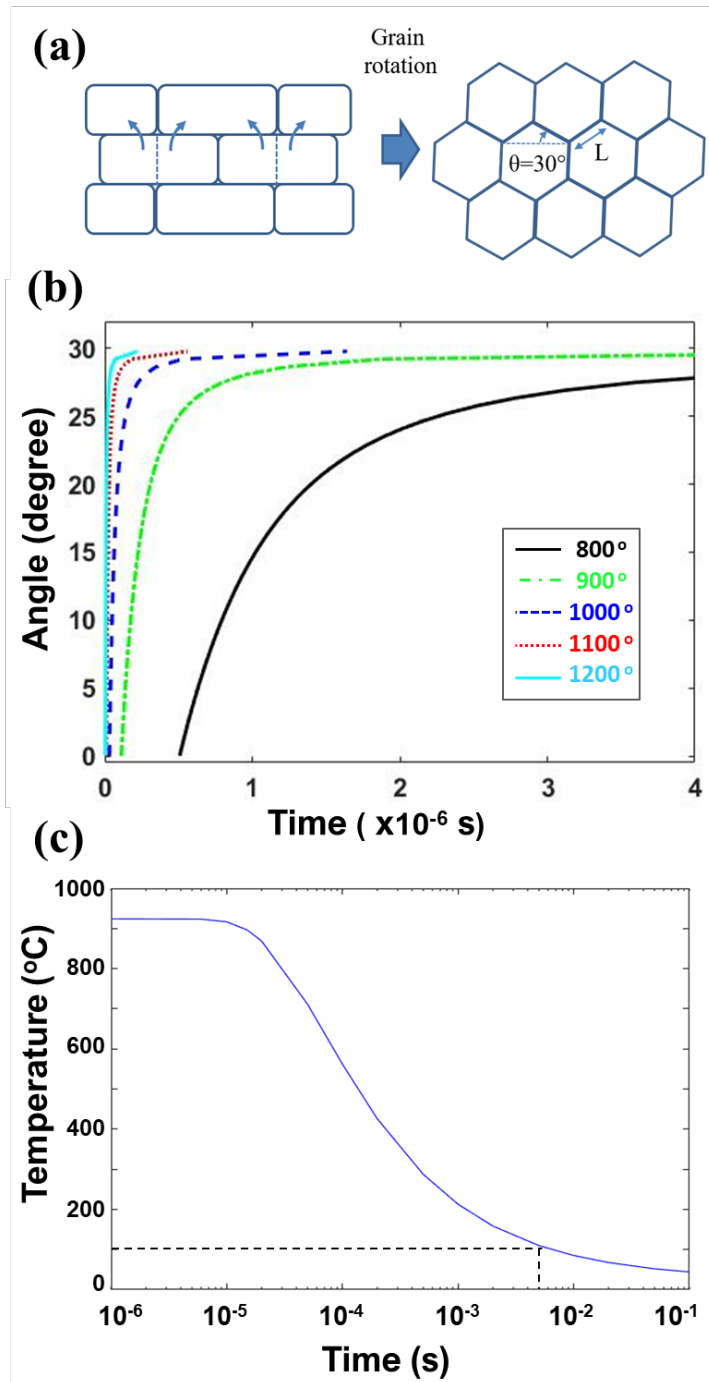 (a)
Grain
rotation
θ=30°
L
(b)
Angle (degree)
30
25
20
15
10
5
0
800°
900°
1000°
1100°
1200°
0 1 2 3 4
Time ( x10⁻⁶ s)
(c)
Temperature (ºC)
1000
800
600
400
200
0
10⁻⁶ 10⁻⁵ 10⁻⁴ 10⁻³ 10⁻² 10⁻¹
Time (s)